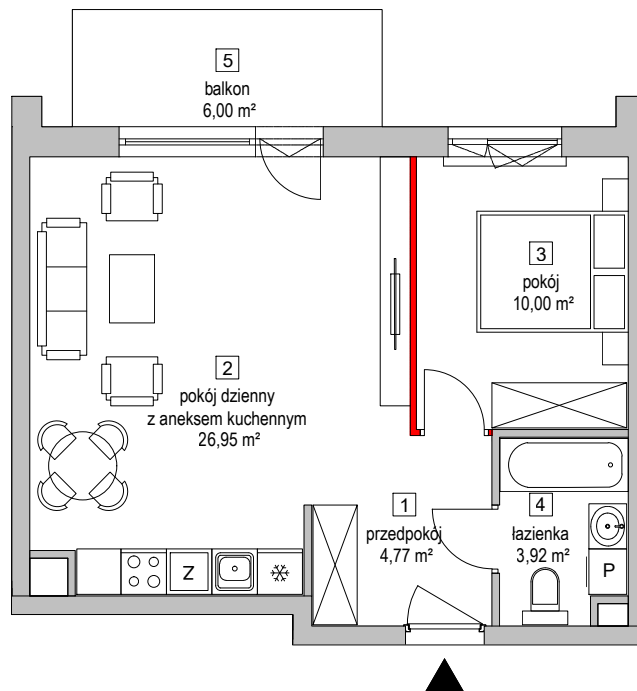 5
balkon
6,00 m²
3
pokój
10,00 m²
2
pokój dzienny
z aneksem kuchennym
26,95 m²
1
przedpokój
4,77 m²
4
łazienka
3,92 m²
Z
P